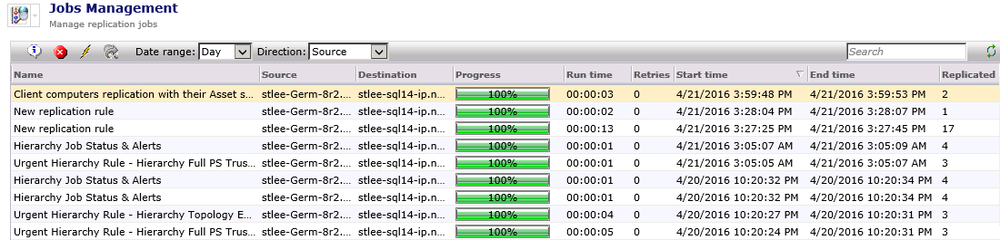 Jobs Management
Manage replication jobs
Date range: Day Direction: Source Search
Name Source Destination Progress Run time Retries Start time End time Replicated
Client computers replication with their Asset s... stlee-Germ-8r2.... stlee-sql14-ip.n... 100% 00:00:03 0 4/21/2016 3:59:48 PM 4/21/2016 3:59:53 PM 2
New replication rule stlee-Germ-8r2.... stlee-sql14-ip.n... 100% 00:00:02 0 4/21/2016 3:28:04 PM 4/21/2016 3:28:07 PM 1
New replication rule stlee-Germ-8r2.... stlee-sql14-ip.n... 100% 00:00:13 0 4/21/2016 3:27:25 PM 4/21/2016 3:27:45 PM 17
Hierarchy Job Status & Alerts stlee-Germ-8r2.... stlee-sql14-ip.n... 100% 00:00:01 0 4/21/2016 3:05:07 AM 4/21/2016 3:05:09 AM 4
Urgent Hierarchy Rule - Hierarchy Full PS Trus... stlee-Germ-8r2.... stlee-sql14-ip.n... 100% 00:00:01 0 4/21/2016 3:05:05 AM 4/21/2016 3:05:07 AM 3
Hierarchy Job Status & Alerts stlee-Germ-8r2.... stlee-sql14-ip.n... 100% 00:00:01 0 4/20/2016 10:20:32 PM 4/20/2016 10:20:34 PM 4
Hierarchy Job Status & Alerts stlee-Germ-8r2.... stlee-sql14-ip.n... 100% 00:00:01 0 4/20/2016 10:20:32 PM 4/20/2016 10:20:34 PM 4
Urgent Hierarchy Rule - Hierarchy Topology E... stlee-Germ-8r2.... stlee-sql14-ip.n... 100% 00:00:04 0 4/20/2016 10:20:27 PM 4/20/2016 10:20:31 PM 3
Urgent Hierarchy Rule - Hierarchy Full PS Trus... stlee-Germ-8r2.... stlee-sql14-ip.n... 100% 00:00:05 0 4/20/2016 10:20:24 PM 4/20/2016 10:20:31 PM 3